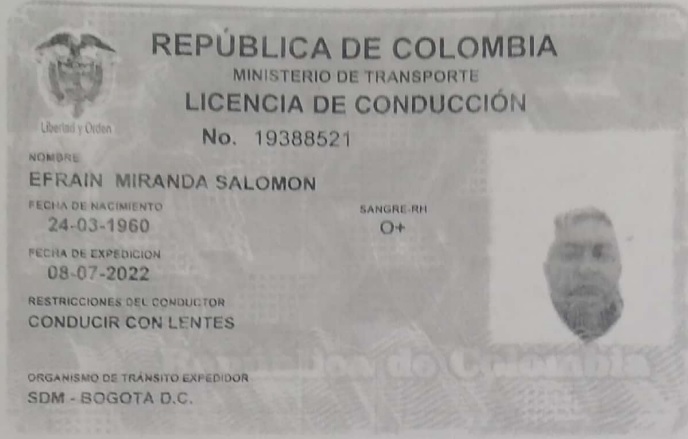 REPÚBLICA DE COLOMBIA
MINISTERIO DE TRANSPORTE
LICENCIA DE CONDUCCIÓN
Libertad y Orden
No. 19388521
NOMBRE
EFRAIN MIRANDA SALOMON
FECHA DE NACIMIENTO
24-03-1960
SANGRE-RH
O+
FECHA DE EXPEDICION
08-07-2022
RESTRICCIONES DEL CONDUCTOR
CONDUCIR CON LENTES
de Colombia
ORGANISMO DE TRÁNSITO EXPEDIDOR
SDM - BOGOTA D.C.